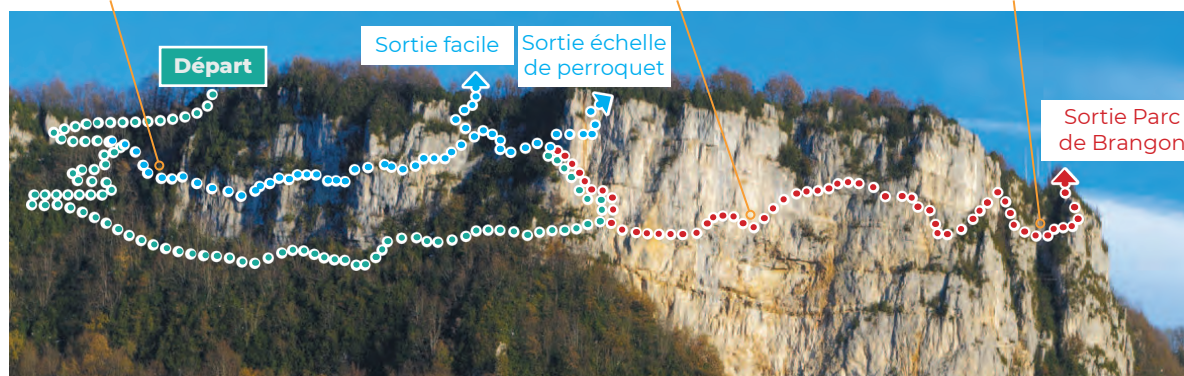 Départ
Sortie facile
Sortie échelle
de perroquet
Sortie Parc
de Brangon